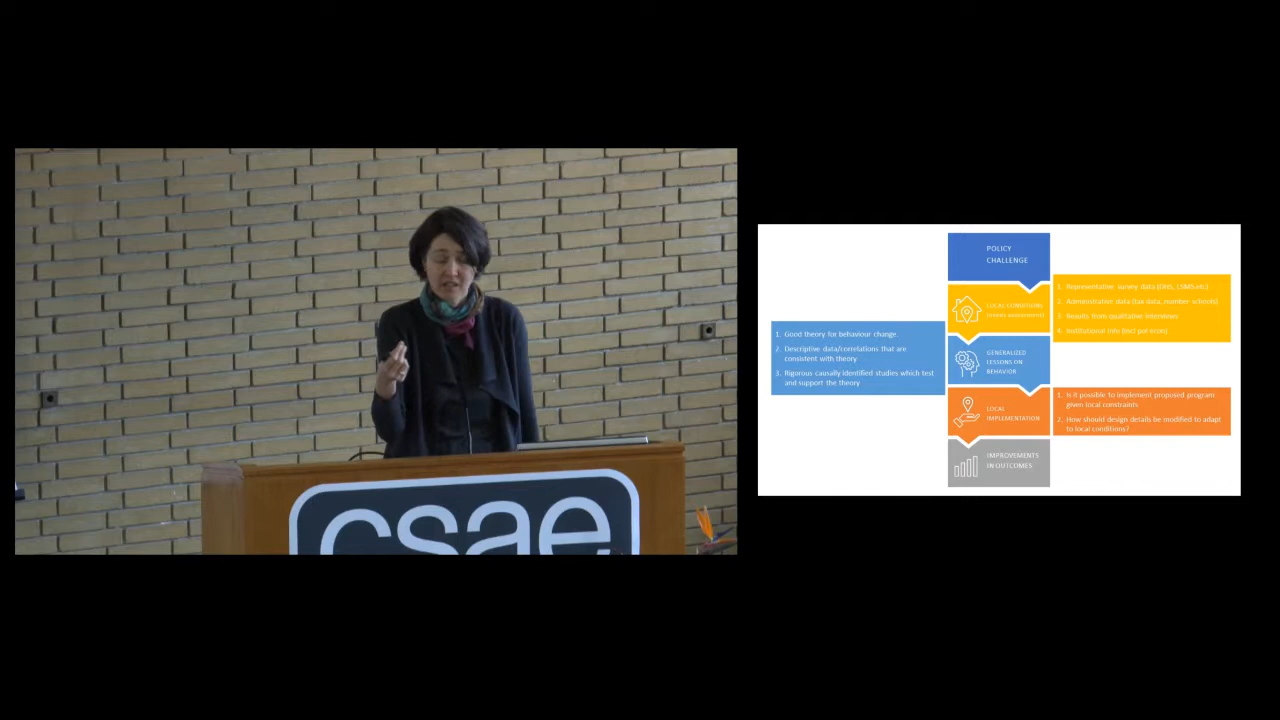 csae
POLICY
CHALLENGE
LOCAL CONDITIONS
(needs assessment)
1. Representative survey data (DHS, LSMS etc)
2. Administrative data (tax data, number schools)
3. Results from qualitative interviews
4. Institutional info (incl pol econ)
1. Good theory for behaviour change
2. Descriptive data/correlations that are
consistent with theory
3. Rigorous causally identified studies which test
and support the theory
GENERALIZED
LESSONS ON
BEHAVIOR
LOCAL
IMPLEMENTATION
1. Is it possible to implement proposed program
given local constraints
2. How should design details be modified to adapt
to local conditions?
IMPROVEMENTS
IN OUTCOMES